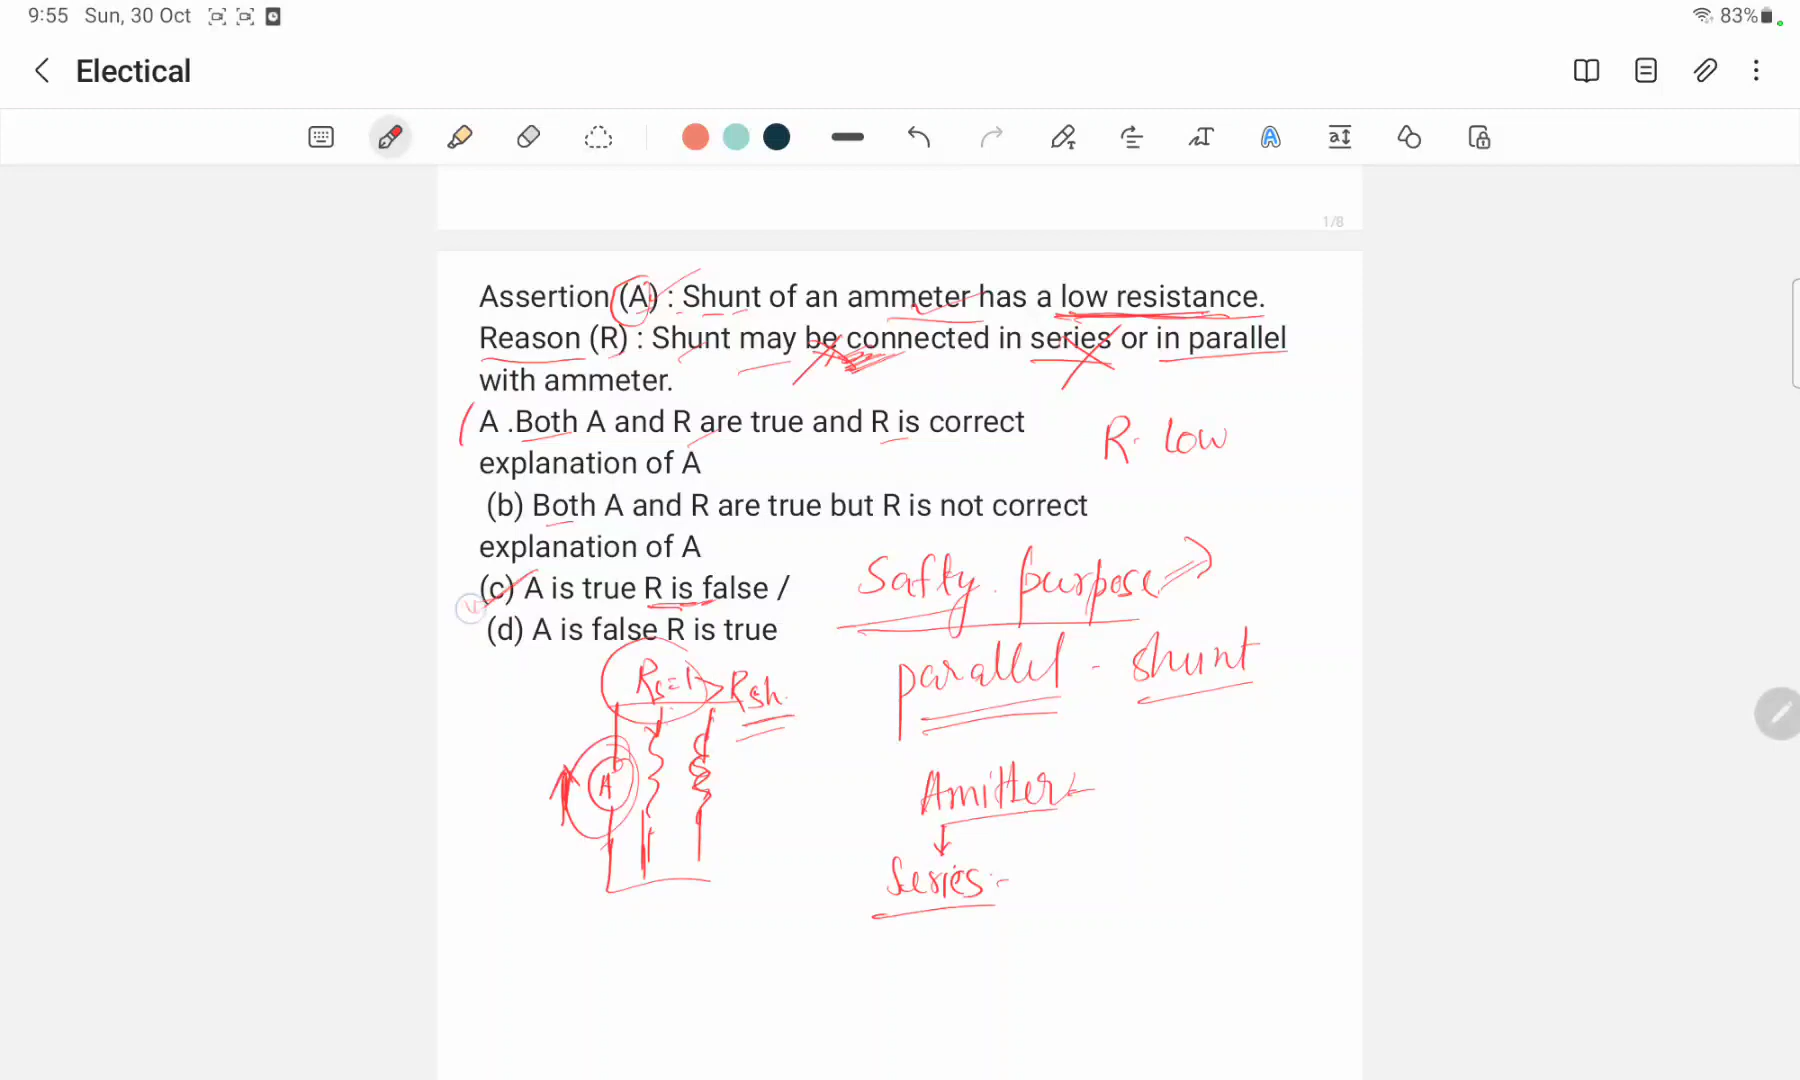 9:55 Sun, 30 Oct 83%
Electical
1/8
Assertion (A) : Shunt of an ammeter has a low resistance.
Reason (R) : Shunt may be connected in series or in parallel
with ammeter.
A .Both A and R are true and R is correct
explanation of A
R. Low
(b) Both A and R are true but R is not correct
explanation of A
(c) A is true R is false /
(d) A is false R is true
Safty. purpose
parallel - shunt
Rsh.
A
Amitter
Series